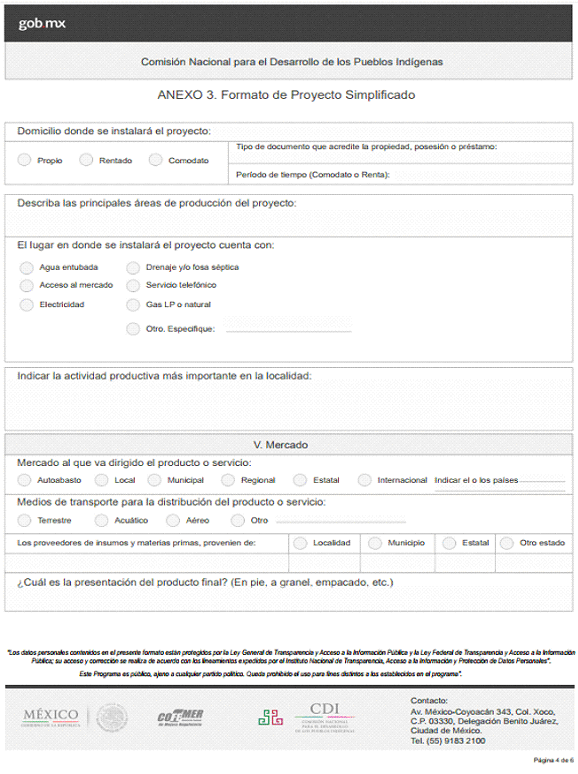 gob mx
Comisión Nacional para el Desarrollo de los Pueblos Indígenas
ANEXO 3. Formato de Proyecto Simplificado
Domicilio donde se instalará el proyecto:
Propio Rentado Comodato
Tipo de documento que acredite la propiedad, posesión o préstamo:
Período de tiempo (Comodato o Renta):
Describa las principales áreas de producción del proyecto:
El lugar en donde se instalará el proyecto cuenta con:
Agua entubada Drenaje y/o fosa séptica
Acceso al mercado Servicio telefónico
Electricidad Gas LP o natural
Otro. Especifique:
Indicar la actividad productiva más importante en la localidad:
V. Mercado
Mercado al que va dirigido el producto o servicio:
Autoabasto Local Municipal Regional Estatal Internacional Indicar el o los países
Medios de transporte para la distribución del producto o servicio:
Terrestre Acuático Aéreo Otro
Los proveedores de insumos y materias primas, provienen de: Localidad Municipio Estatal Otro estado
¿Cuál es la presentación del producto final? (En pie, a granel, empacado, etc.)
"Los datos personales contenidos en el presente formato están protegidos por la Ley General de Transparencia y Acceso a la Información Pública y la Ley Federal de Transparencia y Acceso a la Información
Pública; su acceso y corrección se realiza de acuerdo con los lineamientos expedidos por el Instituto Nacional de Transparencia, Acceso a la Información y Protección de Datos Personales".
Este Programa es público, ajeno a cualquier partido político. Queda prohibido el uso para fines distintos a los establecidos en el programa".
MÉXICO
GOBIERNO DE LA REPÚBLICA
COFEMER
CDI
COMISIÓN NACIONAL
PARA EL DESARROLLO
DE LOS PUEBLOS INDÍGENAS
Contacto:
Av. México-Coyoacán 343, Col. Xoco,
C.P. 03330, Delegación Benito Juárez,
Ciudad de México.
Tel. (55) 9183 2100
Página 4 de 6